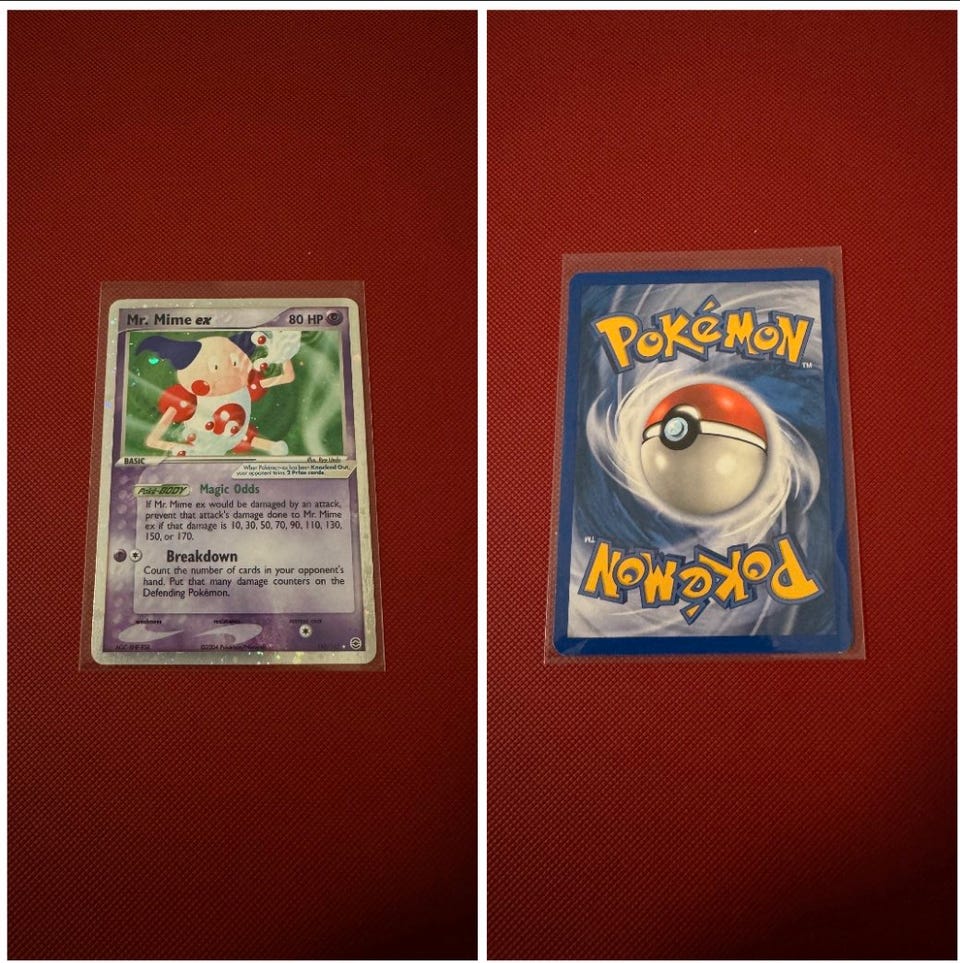 Mr. Mime ex 80 HP
BASIC
Illus. Ryo Ueda
When Pokémon-ex has been Knocked Out,
your opponent takes 2 Prize cards.
Poké-BODY Magic Odds
If Mr. Mime ex would be damaged by an attack,
prevent that attack's damage done to Mr. Mime
ex if that damage is 10, 30, 50, 70, 90, 110, 130,
150, or 170.
Breakdown
Count the number of cards in your opponent's
hand. Put that many damage counters on the
Defending Pokémon.
weakness resistance retreat cost
©2004 Pokémon/Nintendo
POKéMON
TM
POKéMON
TM